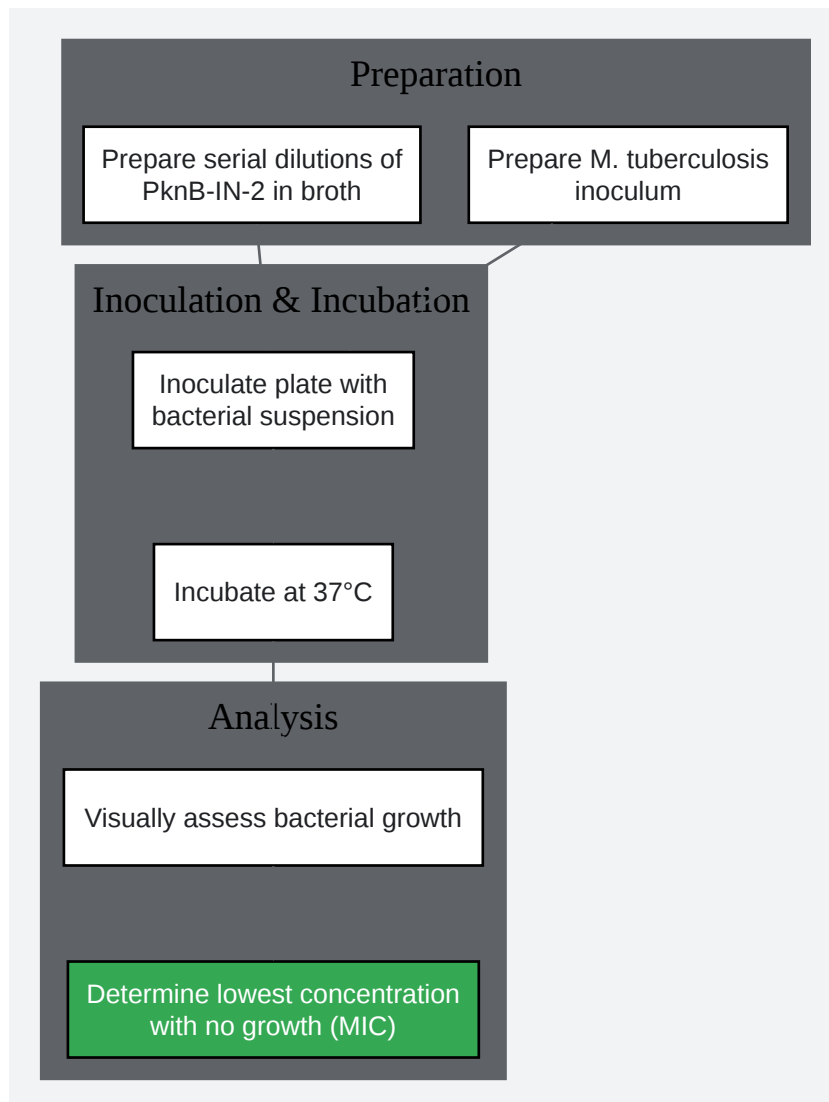 Preparation
Prepare serial dilutions of
PknB-IN-2 in broth
Prepare M. tuberculosis
inoculum
Inoculation & Incubation
Inoculate plate with
bacterial suspension
Incubate at 37°C
Analysis
Visually assess bacterial growth
Determine lowest concentration
with no growth (MIC)